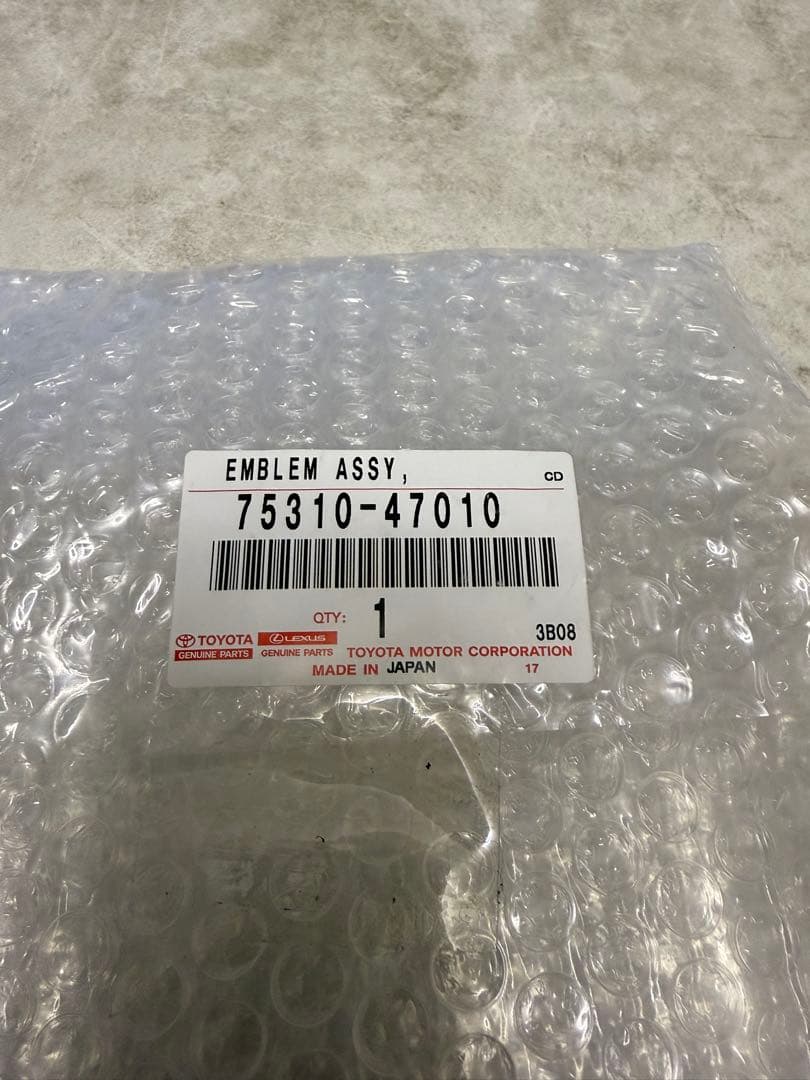 EMBLEM ASSY,
CD
75310-47010
QTY: 1
3B08
TOYOTA LEXUS
GENUINE PARTS GENUINE PARTS TOYOTA MOTOR CORPORATION
MADE IN JAPAN 17